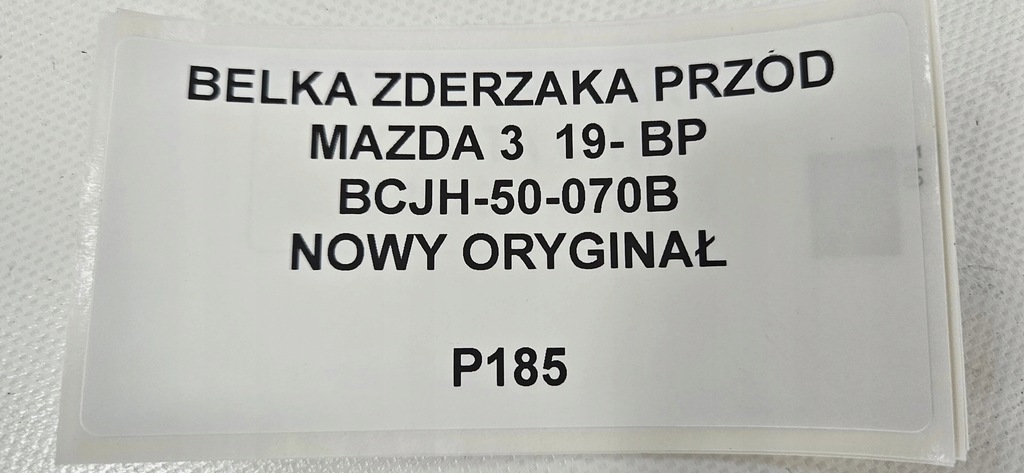 BELKA ZDERZAKA PRZÓD
MAZDA 3 19- BP
BCJH-50-070B
NOWY ORYGINAŁ
P185